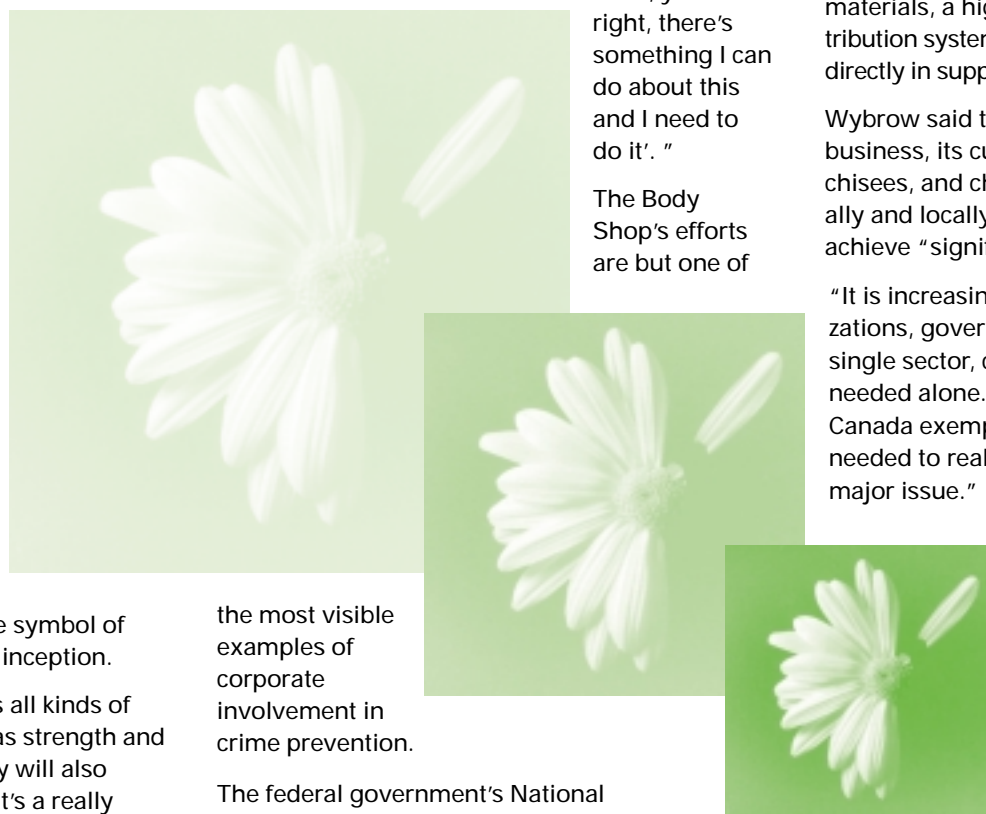 e symbol of
inception.
s all kinds of
as strength and
y will also
t's a really
right, there's
something I can
do about this
and I need to
do it'. ”
The Body
Shop's efforts
are but one of
the most visible
examples of
corporate
involvement in
crime prevention.
The federal government's National
materials, a hig
tribution syster
directly in supp
Wybrow said t
business, its cu
chisees, and ch
ally and locally
achieve “signif
“It is increasin
zations, gover
single sector, c
needed alone.
Canada exemp
needed to real
major issue.”